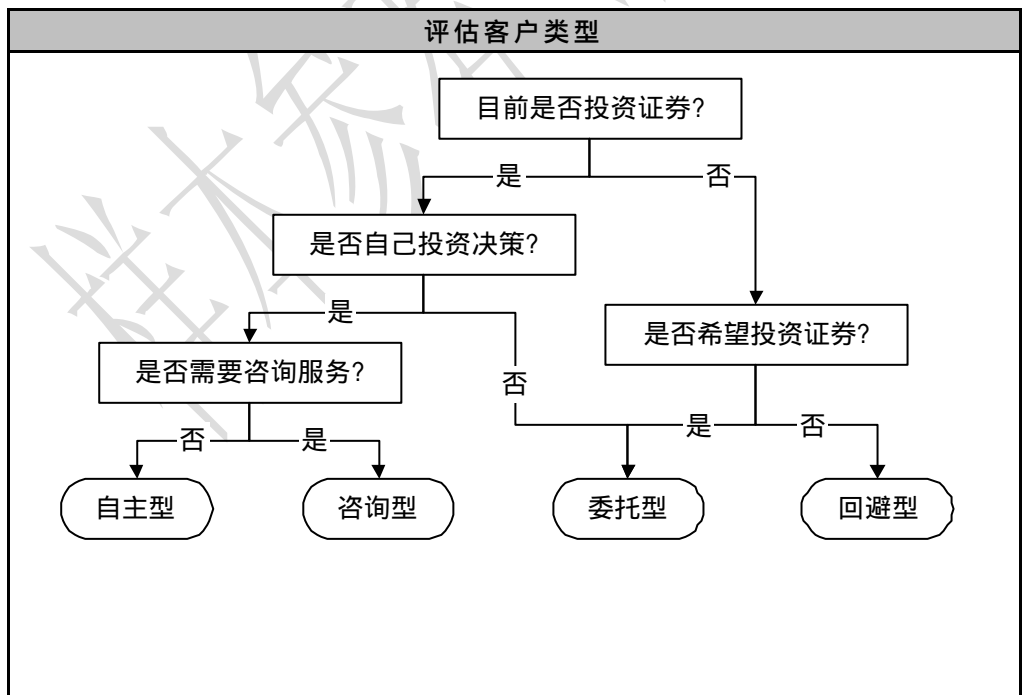 评估客户类型
目前是否投资证券?
是
否
是否自己投资决策?
是
是否希望投资证券?
是否需要咨询服务?
否
否
是
是
否
自主型
咨询型
委托型
回避型
样本参